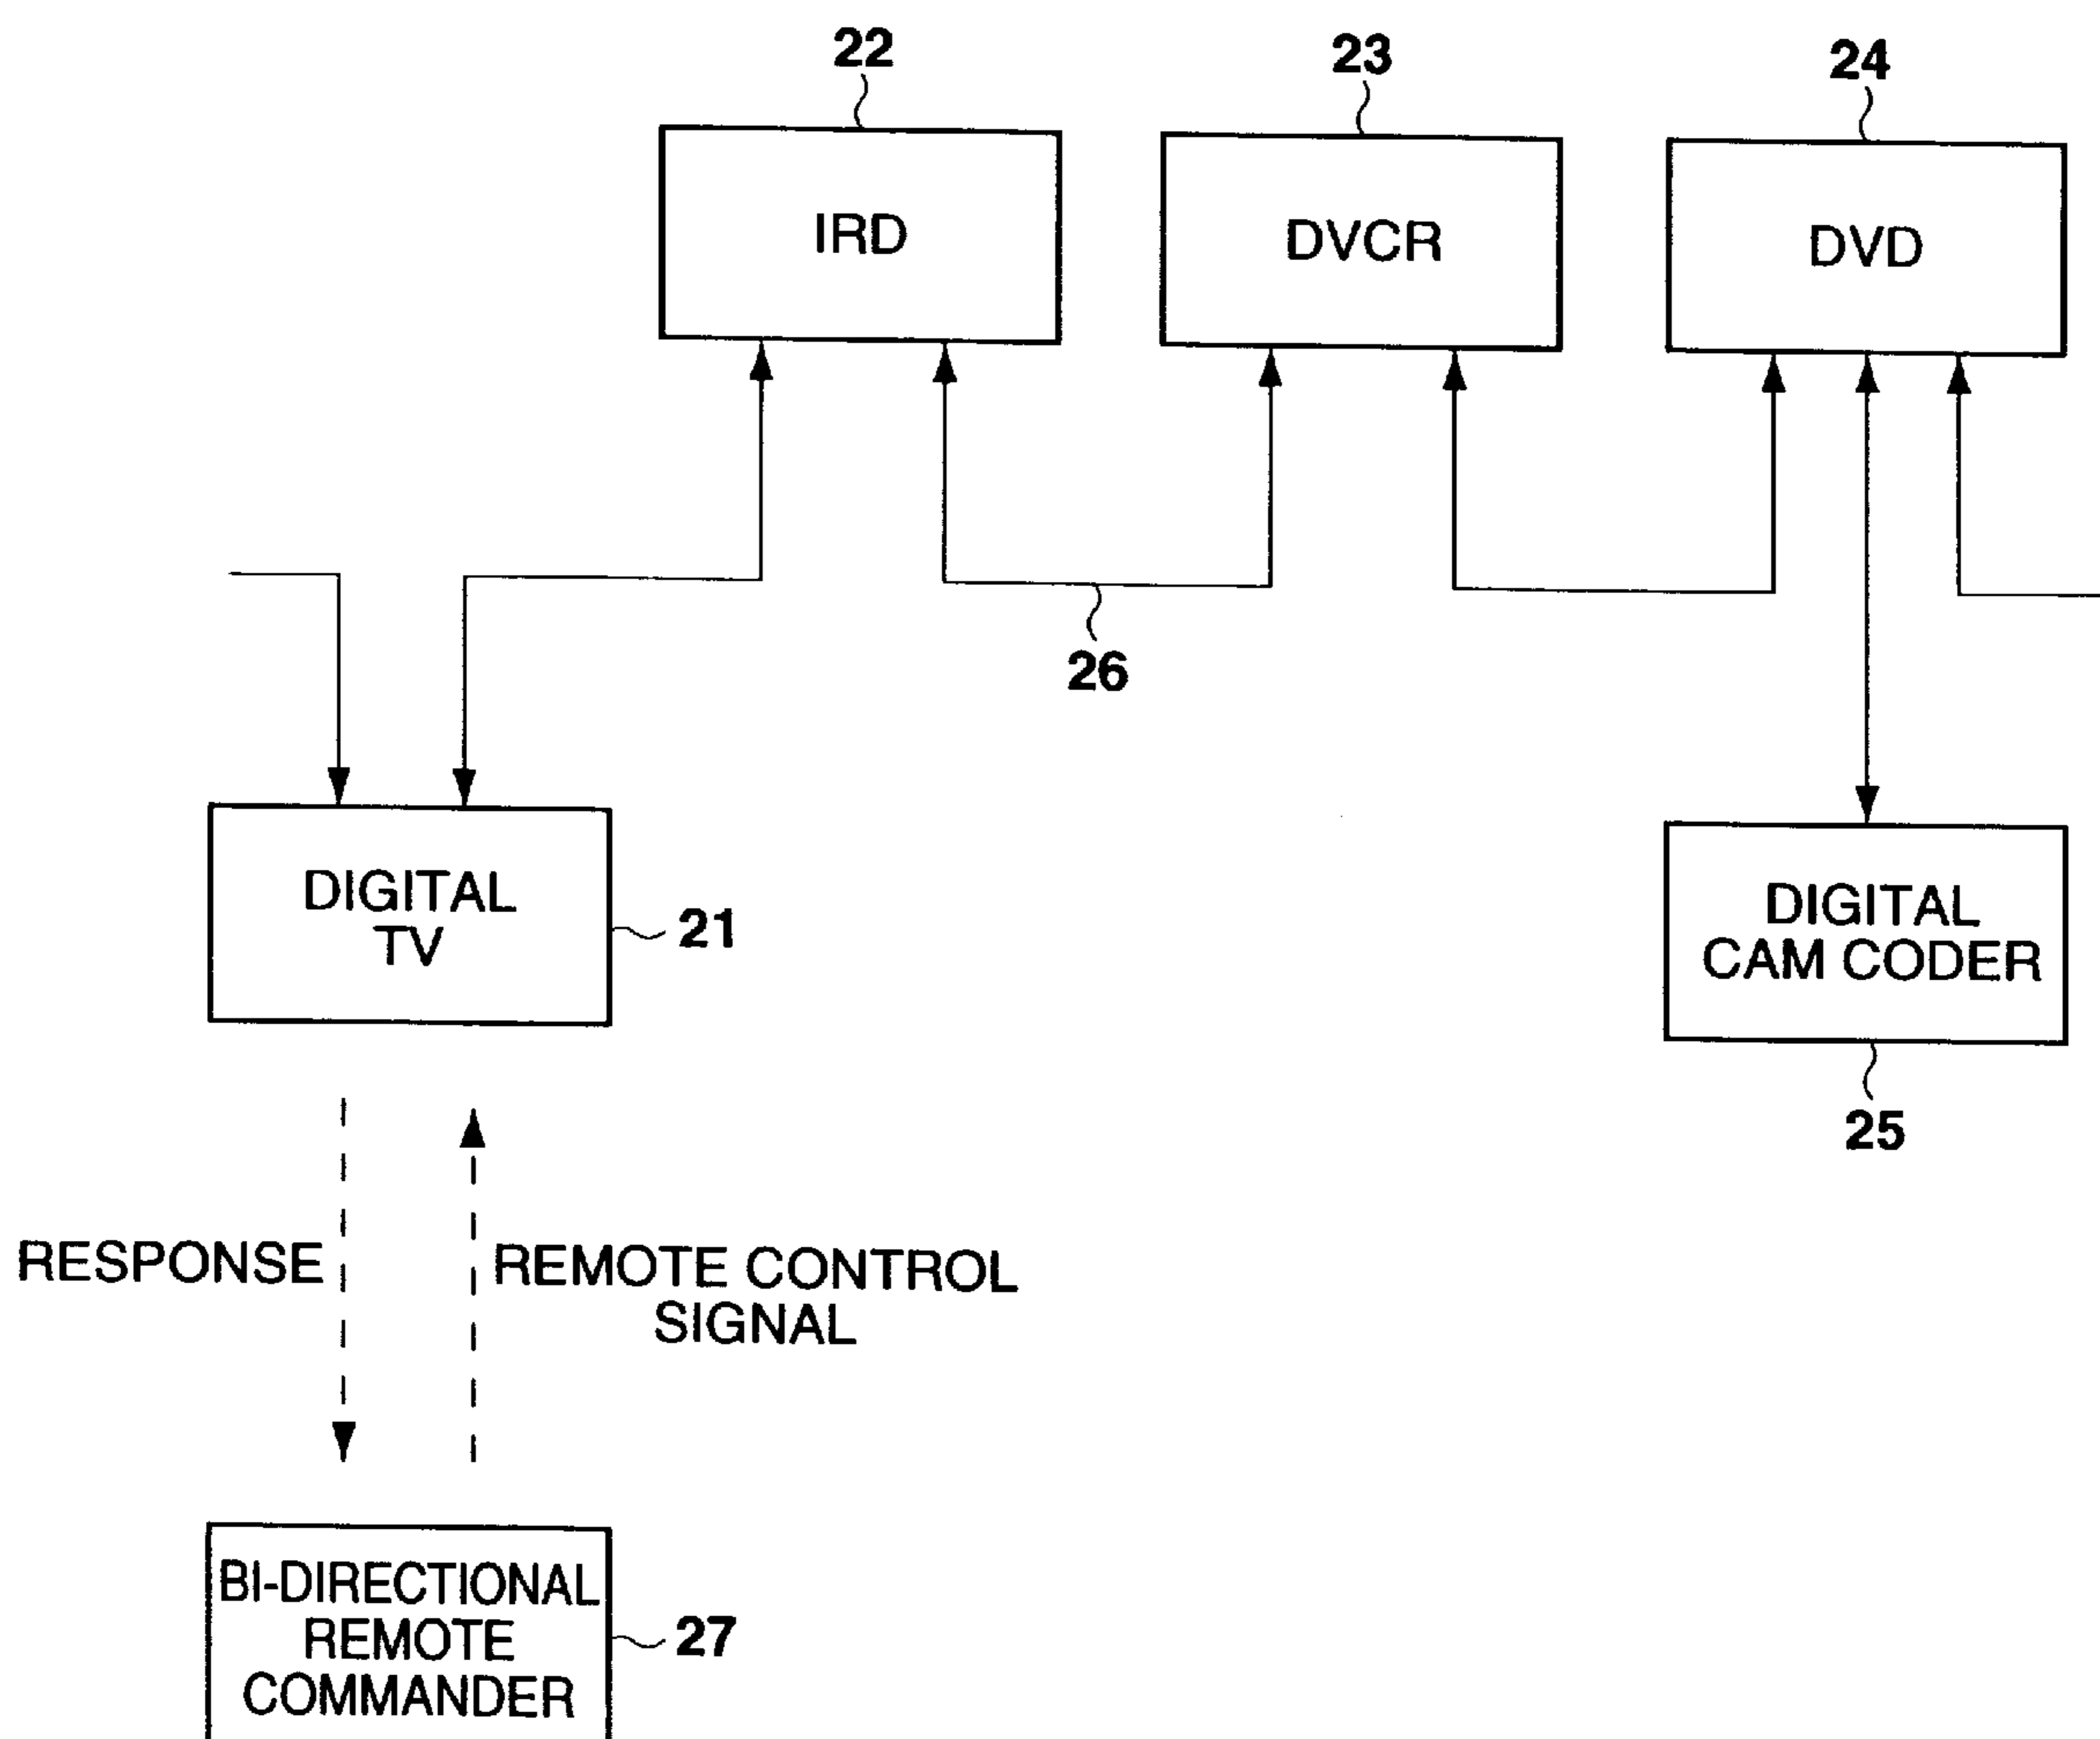 22
23
24
IRD
DVCR
DVD
26
DIGITAL
TV
21
DIGITAL
CAM CODER
25
RESPONSE
REMOTE CONTROL
SIGNAL
BI-DIRECTIONAL
REMOTE
COMMANDER
27